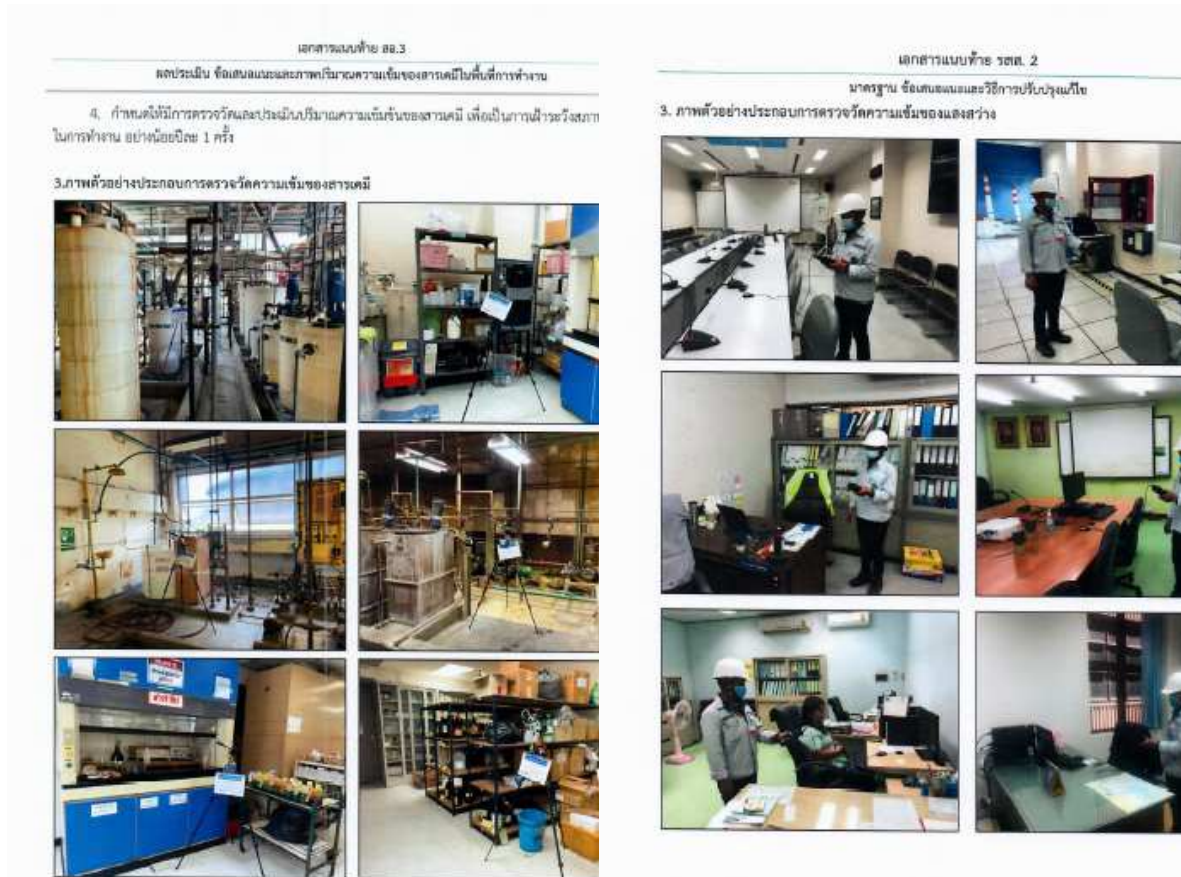 เอกสารแนบท้าย สอ.3
ผลประเมิน ข้อเสนอแนะและภาพปริมาณความเข้มของสารเคมีในพื้นที่การทำงาน
4. กำหนดให้มีการตรวจวัดและประเมินปริมาณความเข้มข้นของสารเคมี เพื่อเป็นการเฝ้าระวังสภา
ในการทำงาน อย่างน้อยปีละ 1 ครั้ง
3.ภาพตัวอย่างประกอบการตรวจวัดความเข้มของสารเคมี
เอกสารแนบท้าย รสส. 2
มาตรฐาน ข้อเสนอแนะและวิธีการปรับปรุงแก้ไข
3. ภาพตัวอย่างประกอบการตรวจวัดความเข้มของแสงสว่าง